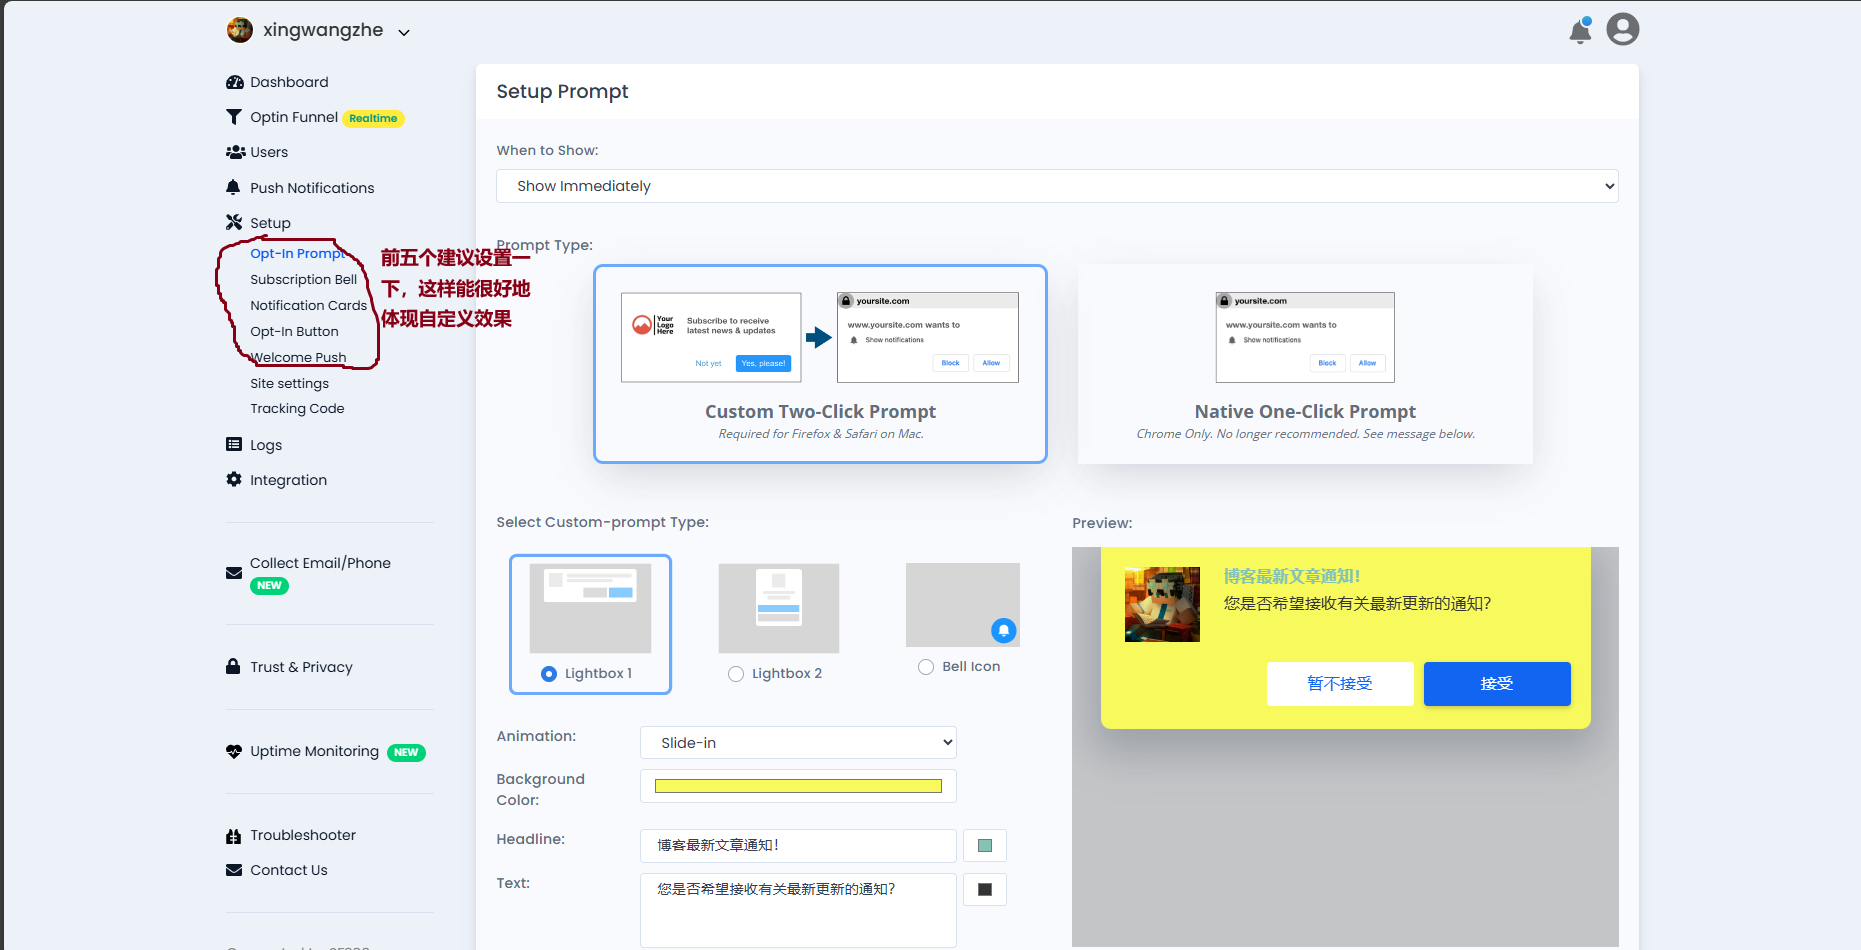 xingwangzhe
Dashboard
Optin Funnel Realtime
Users
Push Notifications
Setup
Opt-In Prompt
Subscription Bell
Notification Cards
Opt-In Button
Welcome Push
Site settings
Tracking Code
Logs
Integration
Collect Email/Phone
NEW
Trust & Privacy
Uptime Monitoring NEW
Troubleshooter
Contact Us
前五个建议设置一
下，这样能很好地
体现自定义效果
Setup Prompt
When to Show:
Show Immediately
Prompt Type:
Your
Logo
Here
Subscribe to receive
latest news & updates
Not yet
Yes, please!
yoursite.com
www.yoursite.com wants to
Show notifications
Block
Allow
Custom Two-Click Prompt
Required for Firefox & Safari on Mac.
yoursite.com
www.yoursite.com wants to
Show notifications
Block
Allow
Native One-Click Prompt
Chrome Only. No longer recommended. See message below.
Select Custom-prompt Type:
Lightbox 1
Lightbox 2
Bell Icon
Animation:
Slide-in
Background
Color:
Headline:
博客最新文章通知！
Text:
您是否希望接收有关最新更新的通知？
Preview:
博客最新文章通知！
您是否希望接收有关最新更新的通知？
暂不接受
接受